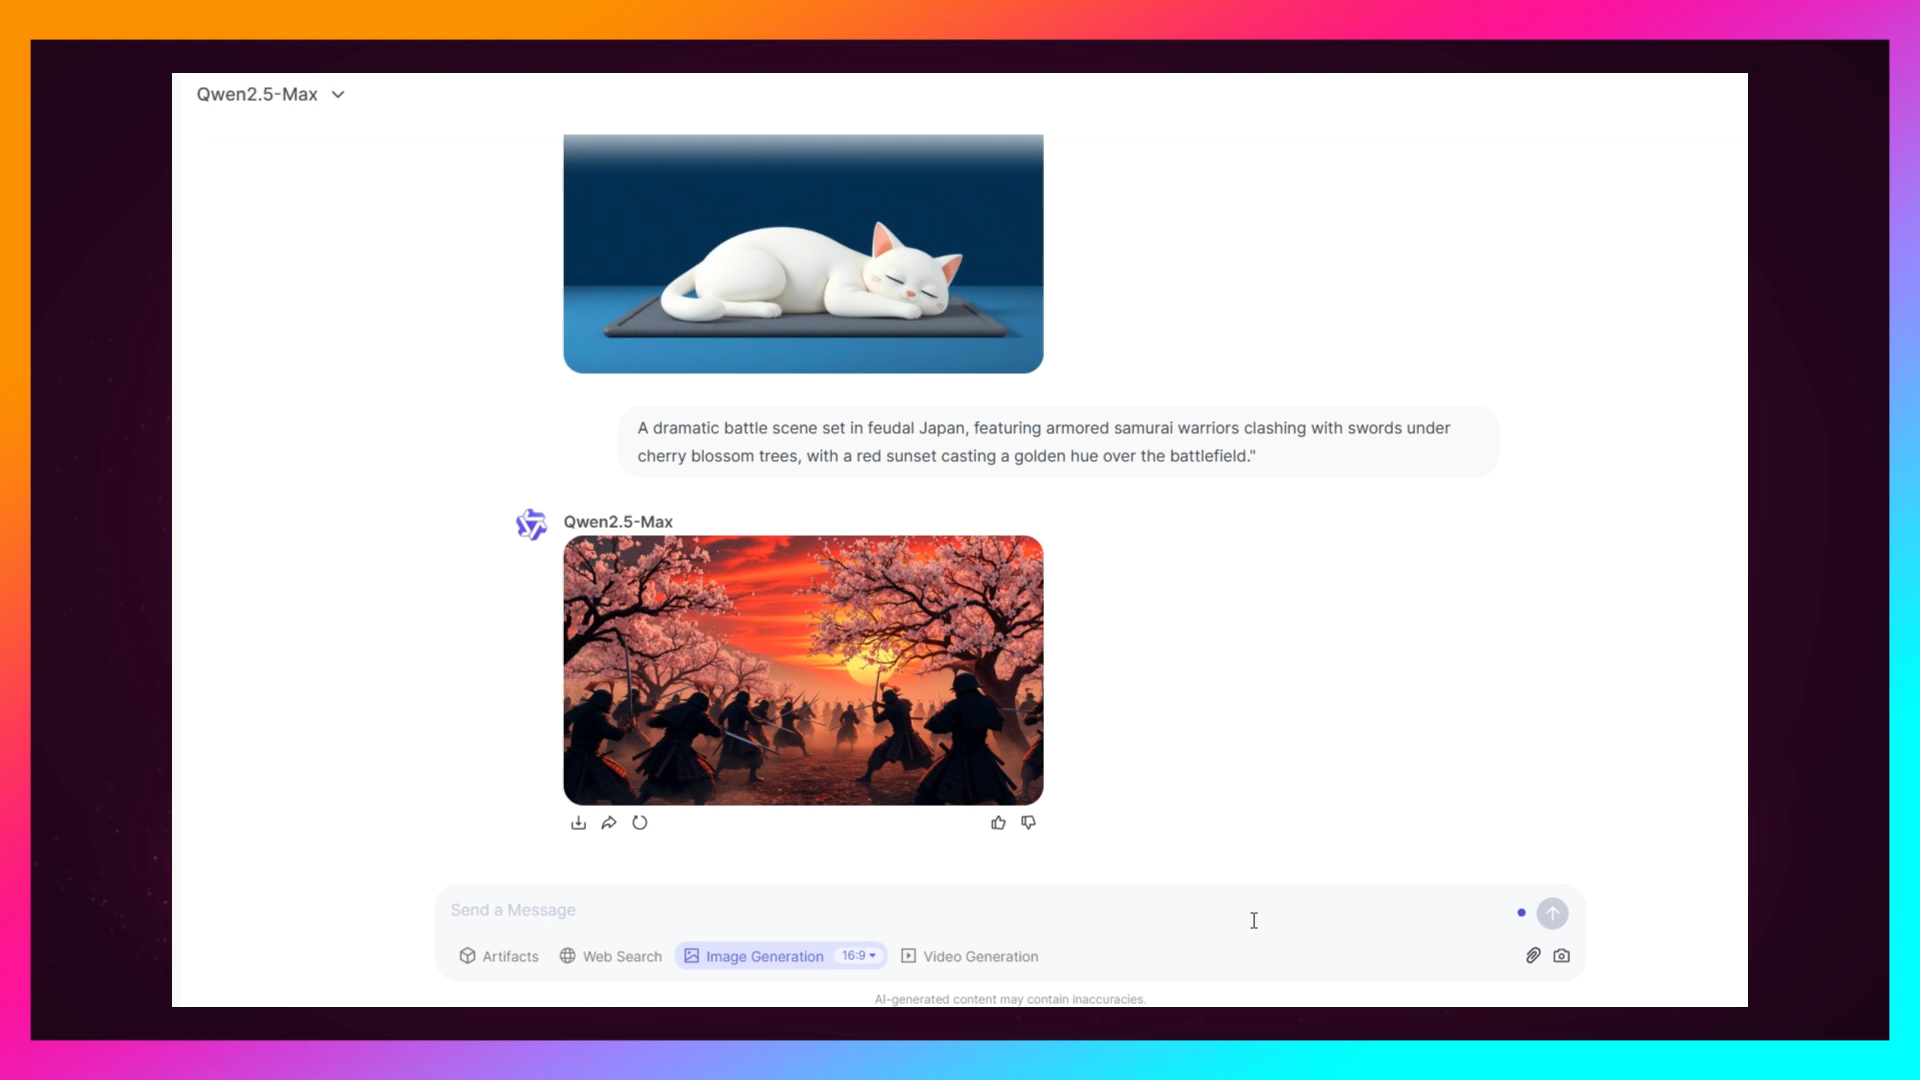 Qwen2.5-Max
A dramatic battle scene set in feudal Japan, featuring armored samurai warriors clashing with swords under
cherry blossom trees, with a red sunset casting a golden hue over the battlefield."
Qwen2.5-Max
Send a Message
Artifacts Web Search Image Generation 16:9 Video Generation
AI-generated content may contain inaccuracies.